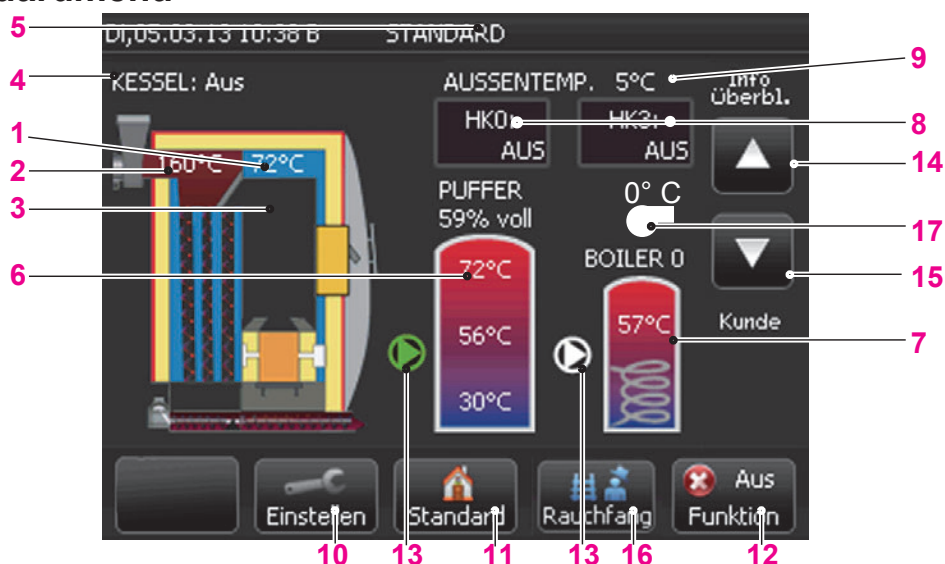 5
DI,05.03.13 10:38 B STANDARD
4
KESSEL: Aus
AUSSENTEMP. 5°C
9
Info
Überbl.
HK0:
AUS
HK3:
AUS
8
1
2
160°C
72°C
14
3
PUFFER
59% voll
0° C
17
6
72°C
BOILER 0
15
56°C
57°C
Kunde
7
13
13
30°C
Einstellen
Standard
Rauchfang
Aus
Funktion
10
13
11
13
16
12